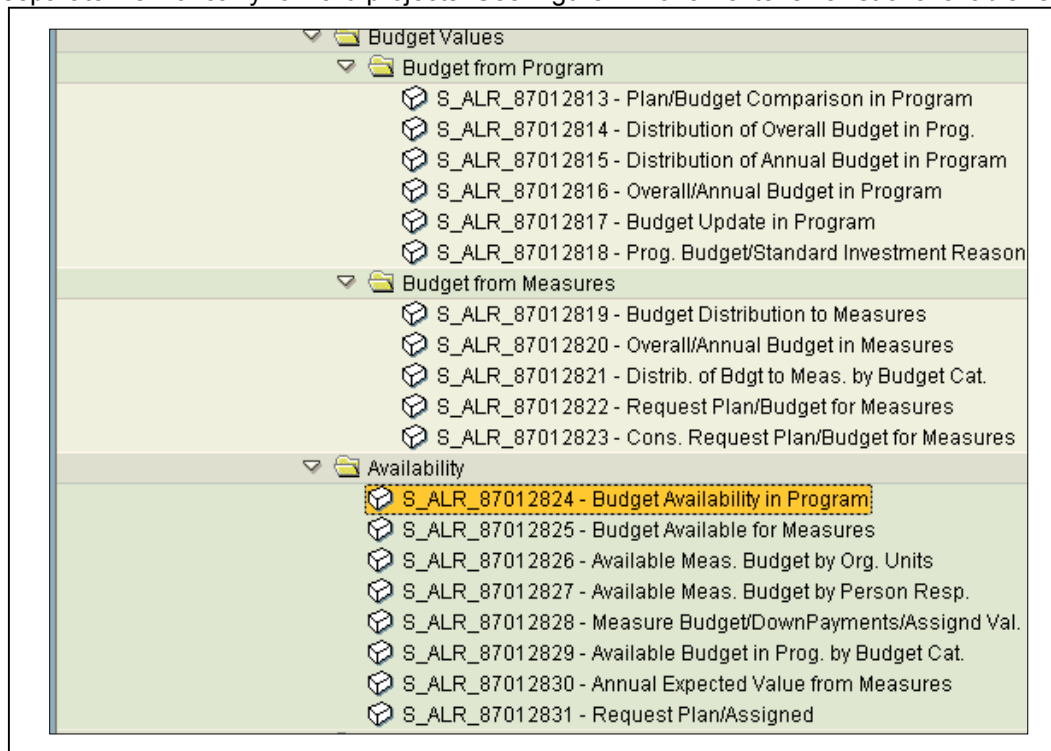 Budget Values
Budget from Program
S_ALR_87012813 - Plan/Budget Comparison in Program
S_ALR_87012814 - Distribution of Overall Budget in Prog.
S_ALR_87012815 - Distribution of Annual Budget in Program
S_ALR_87012816 - Overall/Annual Budget in Program
S_ALR_87012817 - Budget Update in Program
S_ALR_87012818 - Prog. Budget/Standard Investment Reason
Budget from Measures
S_ALR_87012819 - Budget Distribution to Measures
S_ALR_87012820 - Overall/Annual Budget in Measures
S_ALR_87012821 - Distrib. of Bdgt to Meas. by Budget Cat.
S_ALR_87012822 - Request Plan/Budget for Measures
S_ALR_87012823 - Cons. Request Plan/Budget for Measures
Availability
S_ALR_87012824 - Budget Availability in Program
S_ALR_87012825 - Budget Available for Measures
S_ALR_87012826 - Available Meas. Budget by Org. Units
S_ALR_87012827 - Available Meas. Budget by Person Resp.
S_ALR_87012828 - Measure Budget/DownPayments/Assignd Val.
S_ALR_87012829 - Available Budget in Prog. by Budget Cat.
S_ALR_87012830 - Annual Expected Value from Measures
S_ALR_87012831 - Request Plan/Assigned